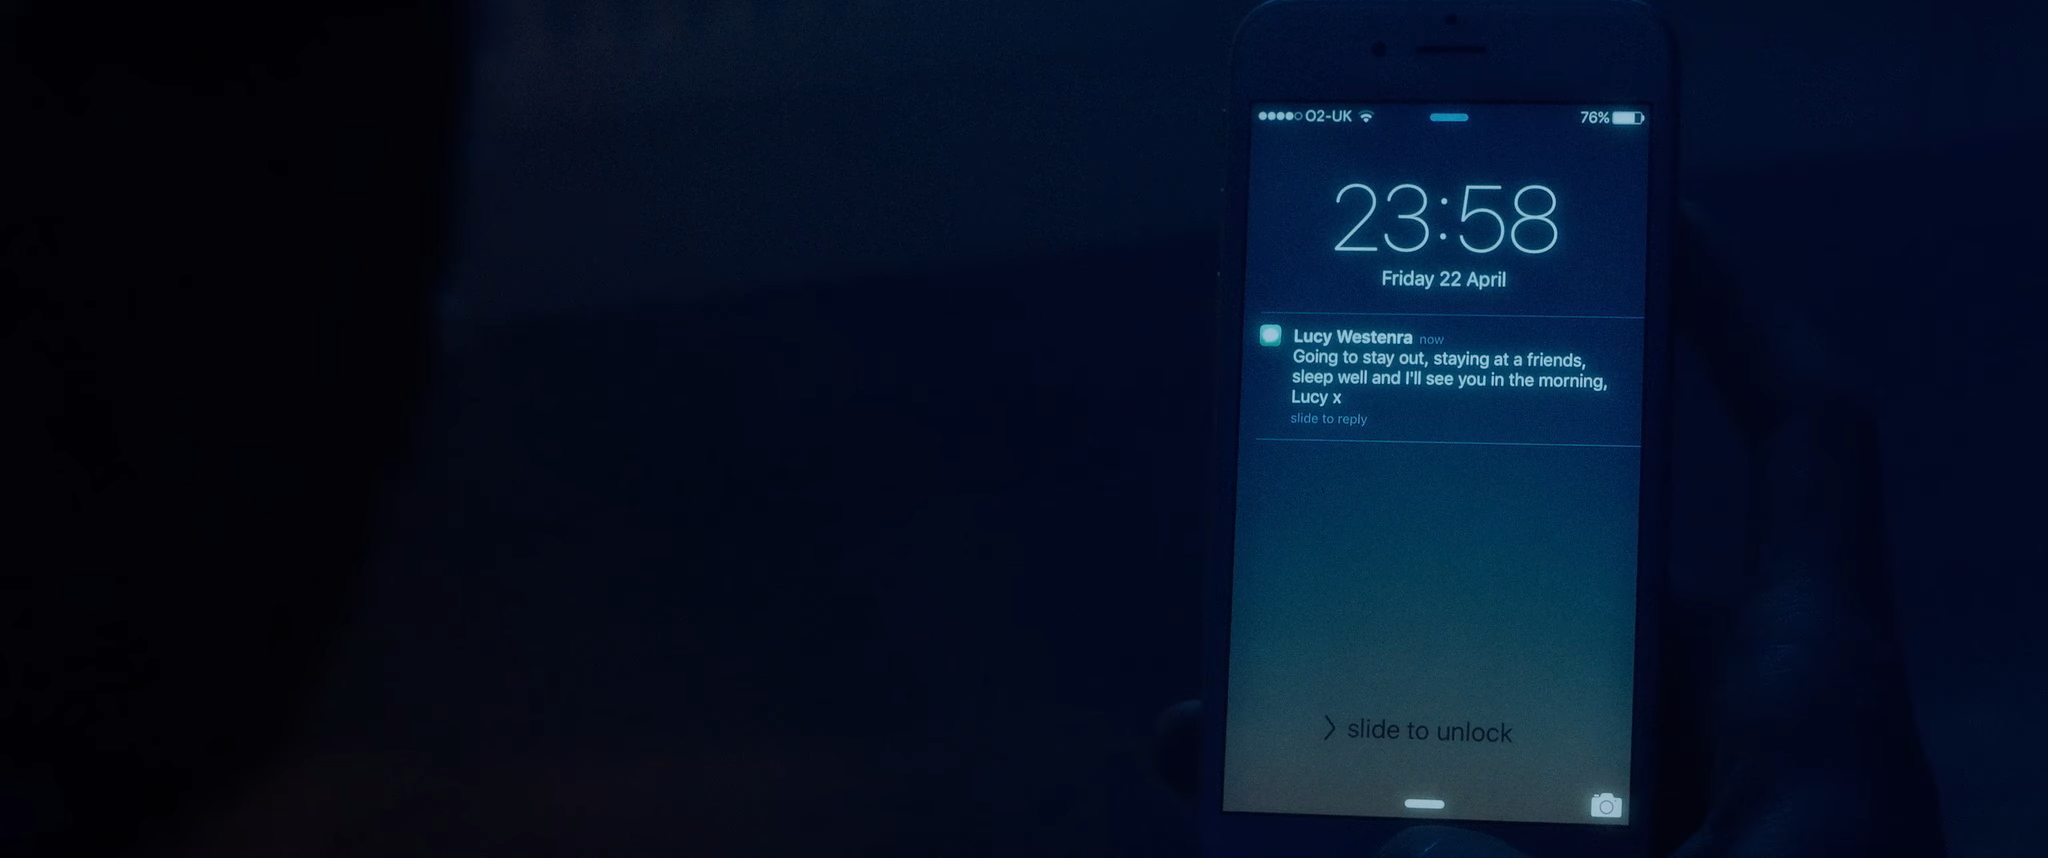 O2-UK 76%
23:58
Friday 22 April
Lucy Westenra now
Going to stay out, staying at a friends,
sleep well and I'll see you in the morning,
Lucy x
slide to reply
> slide to unlock